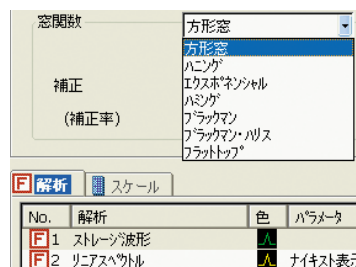 窓関数 方形窓
方形窓
ﾊﾆﾝｸﾞ
ｴｸｽﾎﾟﾈﾝｼｬﾙ
補正
ﾊﾐﾝｸﾞ
ﾌﾞﾗｯｸﾏﾝ
(補正率)
ﾌﾞﾗｯｸﾏﾝ・ﾊﾘｽ
ﾌﾗｯﾄﾄｯﾌﾟ
F 解析 スケール
No. 解析 色 ﾊﾟﾗﾒｰﾀ
F 1 ｽﾄﾚｰｼﾞ波形
F 2 ﾘﾆｱｽﾍﾟｸﾄﾙ ﾅｲｷｽﾄ表示